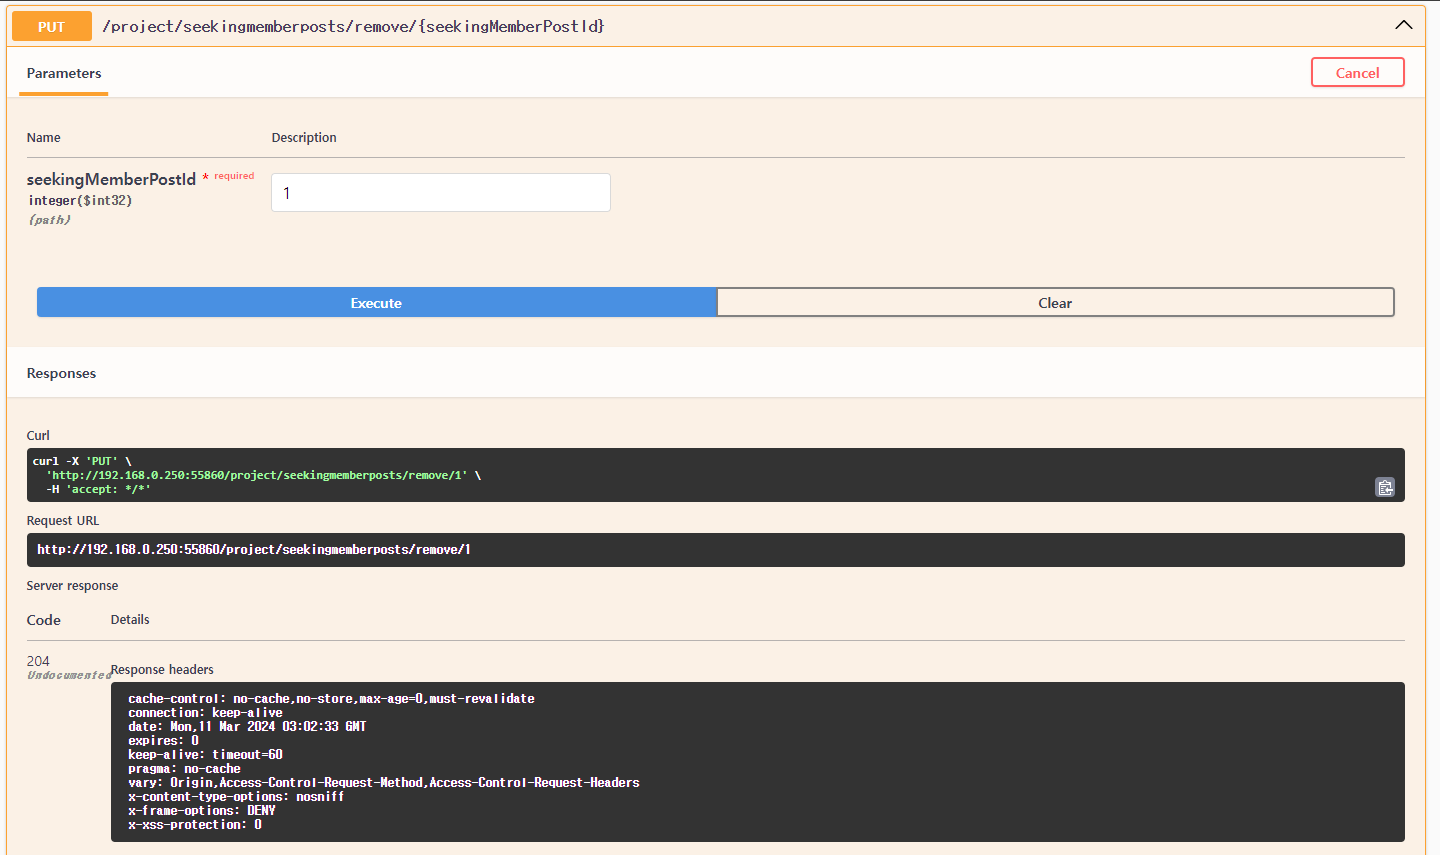 PUT /project/seekingmemberposts/remove/{seekingMemberPostId}
Parameters
Cancel
Name Description
seekingMemberPostId * required
integer($int32)
(path)
1
Execute Clear
Responses
Curl
curl -X 'PUT' \
'http://192.168.0.250:55860/project/seekingmemberposts/remove/1' \
-H 'accept: */*'
Request URL
http://192.168.0.250:55860/project/seekingmemberposts/remove/1
Server response
Code Details
204
Undocumented
Response headers
cache-control: no-cache,no-store,max-age=0,must-revalidate
connection: keep-alive
date: Mon,11 Mar 2024 03:02:33 GMT
expires: 0
keep-alive: timeout=60
pragma: no-cache
vary: Origin,Access-Control-Request-Method,Access-Control-Request-Headers
x-content-type-options: nosniff
x-frame-options: DENY
x-xss-protection: 0